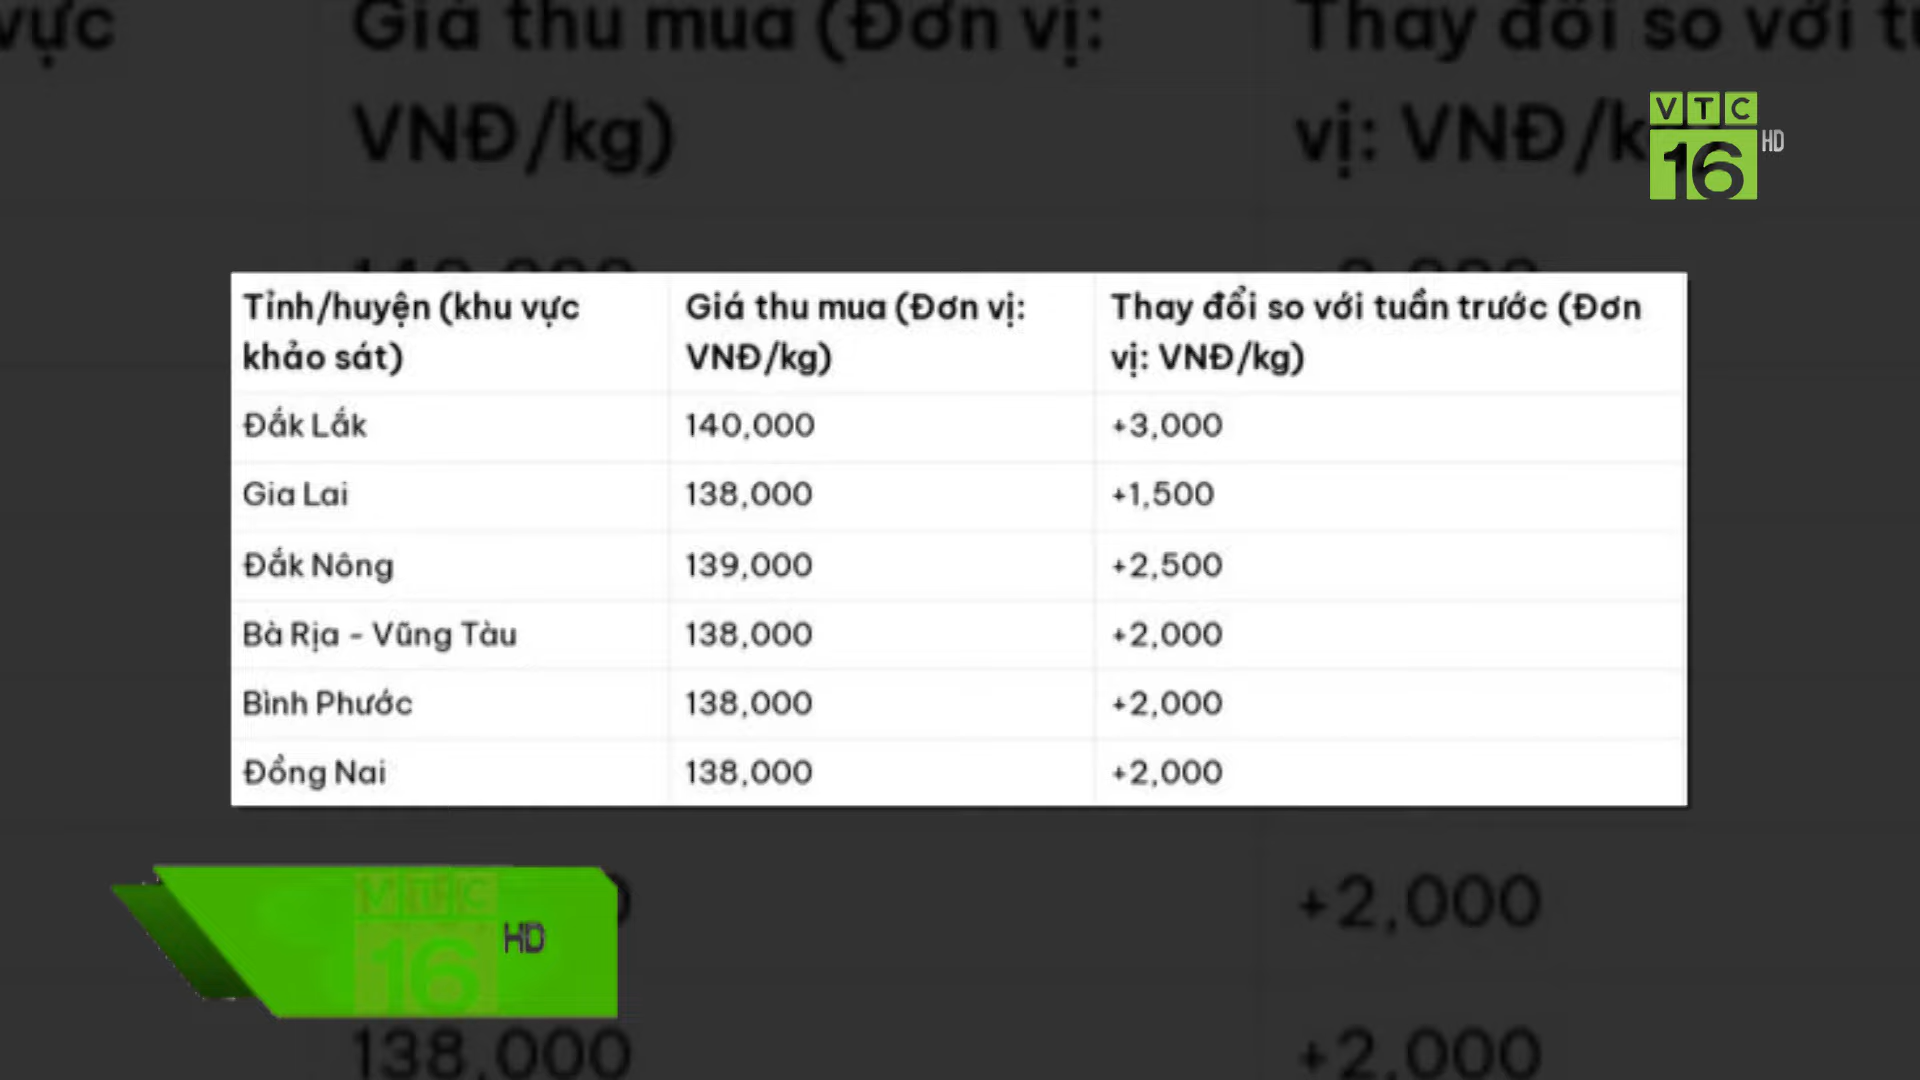 vực Giá thu mua (Đơn vị: Thay đổi so với
VNĐ/kg) vị: VNĐ/k
VTC
16 HD
Tỉnh/huyện (khu vực Giá thu mua (Đơn vị: Thay đổi so với tuần trước (Đơn
khảo sát) VNĐ/kg) vị: VNĐ/kg)
Đắk Lắk 140,000 +3,000
Gia Lai 138,000 +1,500
Đắk Nông 139,000 +2,500
Bà Rịa - Vũng Tàu 138,000 +2,000
Bình Phước 138,000 +2,000
Đồng Nai 138,000 +2,000
VTC
16 HD
+2,000
138,000 +2,000